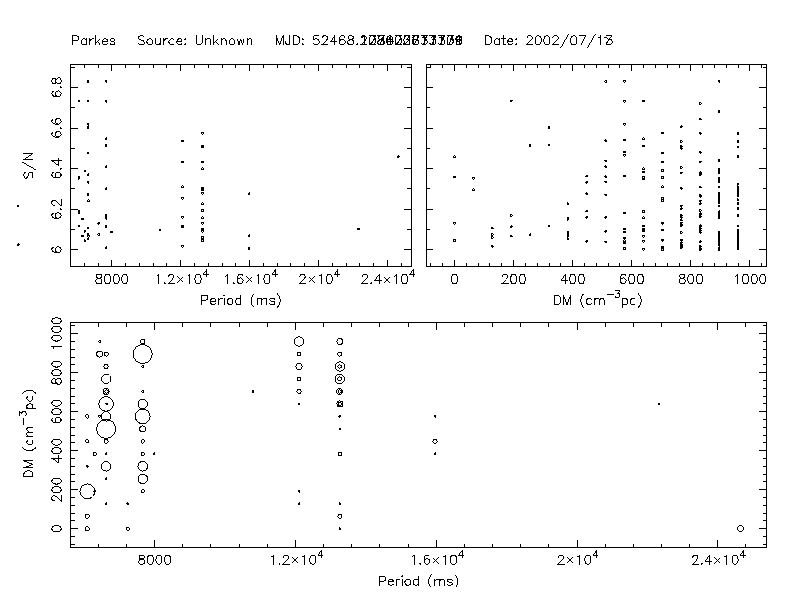 Parkes Source: Unknown MJD: Date: 2002/07/
6.8
6.6
6.4
6.2
6
S/N
8000 1.2×10⁴ 1.6×10⁴ 2×10⁴ 2.4×10⁴
Period (ms)
0 200 400 600 800 1000
DM (cm⁻³pc)
1000
800
600
400
200
0
DM (cm⁻³pc)
8000 1.2×10⁴ 1.6×10⁴ 2×10⁴ 2.4×10⁴
Period (ms)